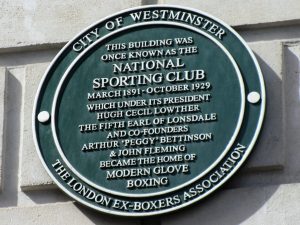 CITY OF WESTMINSTER
THIS BUILDING WAS
ONCE KNOWN AS THE
NATIONAL
SPORTING CLUB
MARCH 1891 - OCTOBER 1929
WHICH UNDER ITS PRESIDENT
HUGH CECIL LOWTHER
THE FIFTH EARL OF LONSDALE
AND CO-FOUNDERS
ARTHUR "PEGGY" BETTINSON
& JOHN FLEMING
BECAME THE HOME OF
MODERN GLOVE
BOXING
THE LONDON EX-BOXERS ASSOCIATION